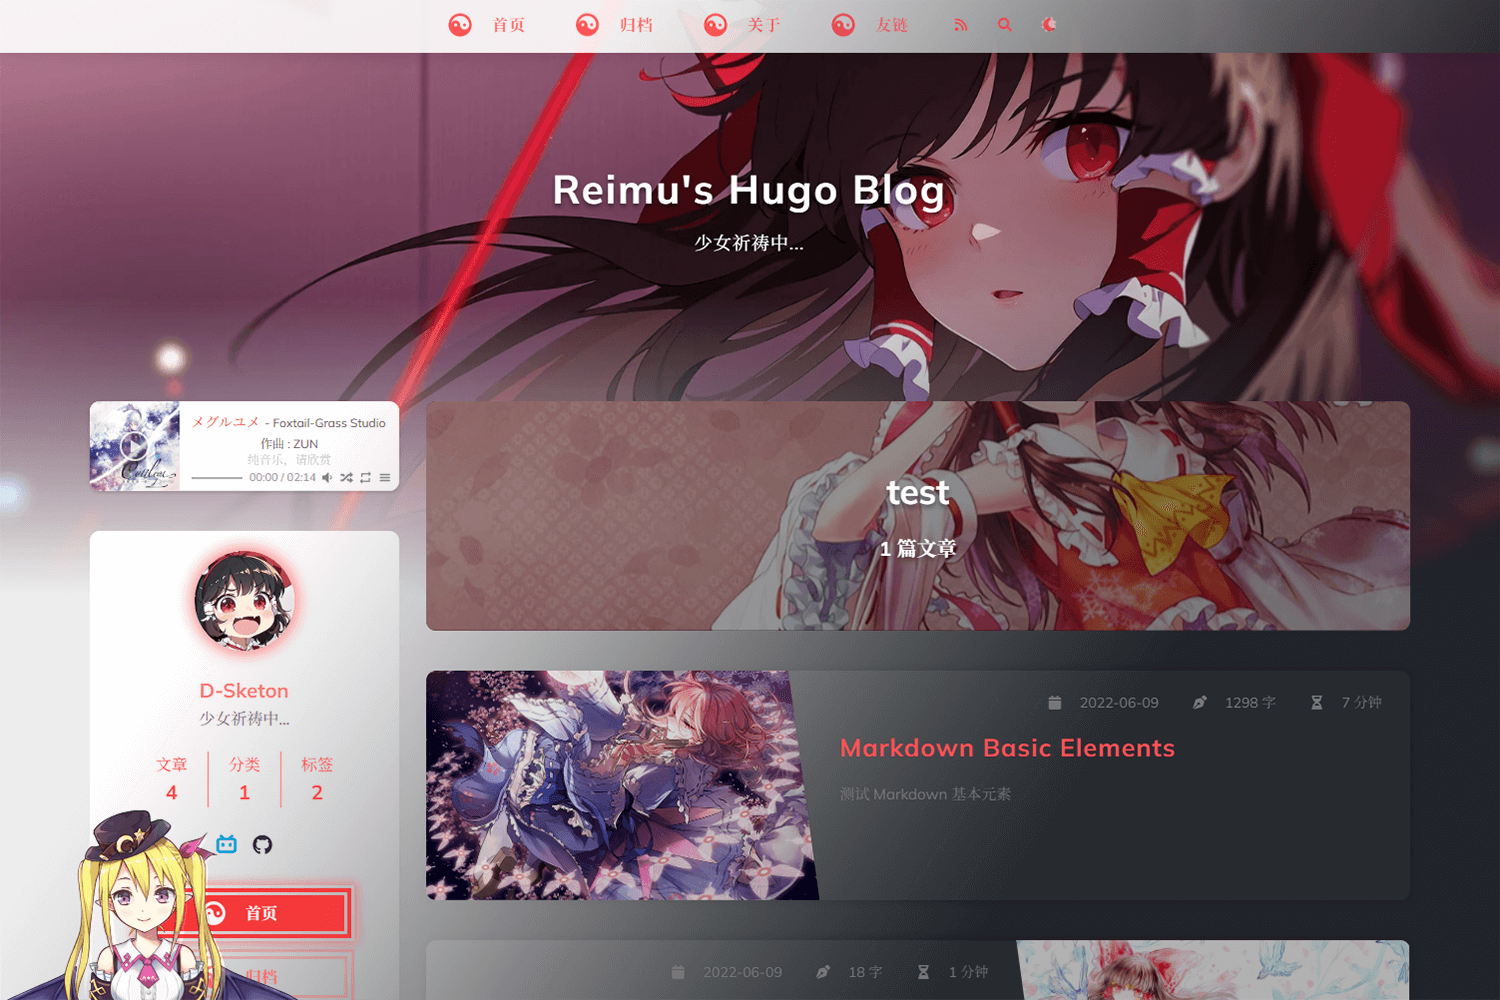 首页 归档 关于 友链
Reimu's Hugo Blog
少女祈祷中...
メグルユメ - Foxtail-Grass Studio
作曲 : ZUN
纯音乐，请欣赏
00:00 / 02:14
test
1 篇文章
D-Sketon
少女祈祷中...
文章 分类 标签
4 1 2
首页
归档
2022-06-09 1298 字 7 分钟
Markdown Basic Elements
测试 Markdown 基本元素
2022-06-09 18 字 1 分钟